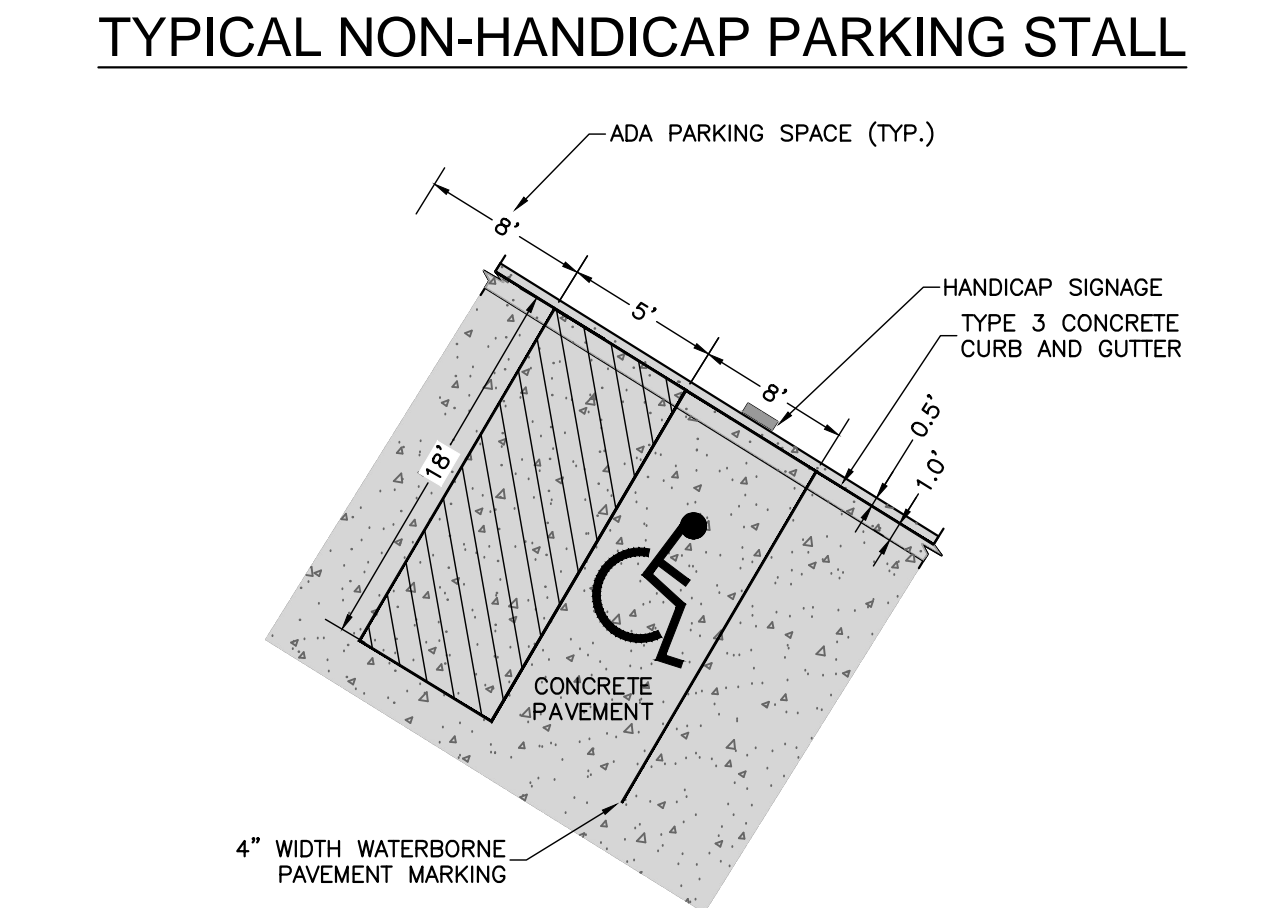 TYPICAL NON-HANDICAP PARKING STALL
ADA PARKING SPACE (TYP.)
8'
5'
8'
HANDICAP SIGNAGE
TYPE 3 CONCRETE
CURB AND GUTTER
0.5'
1.0'
18'
CONCRETE
PAVEMENT
4" WIDTH WATERBORNE
PAVEMENT MARKING